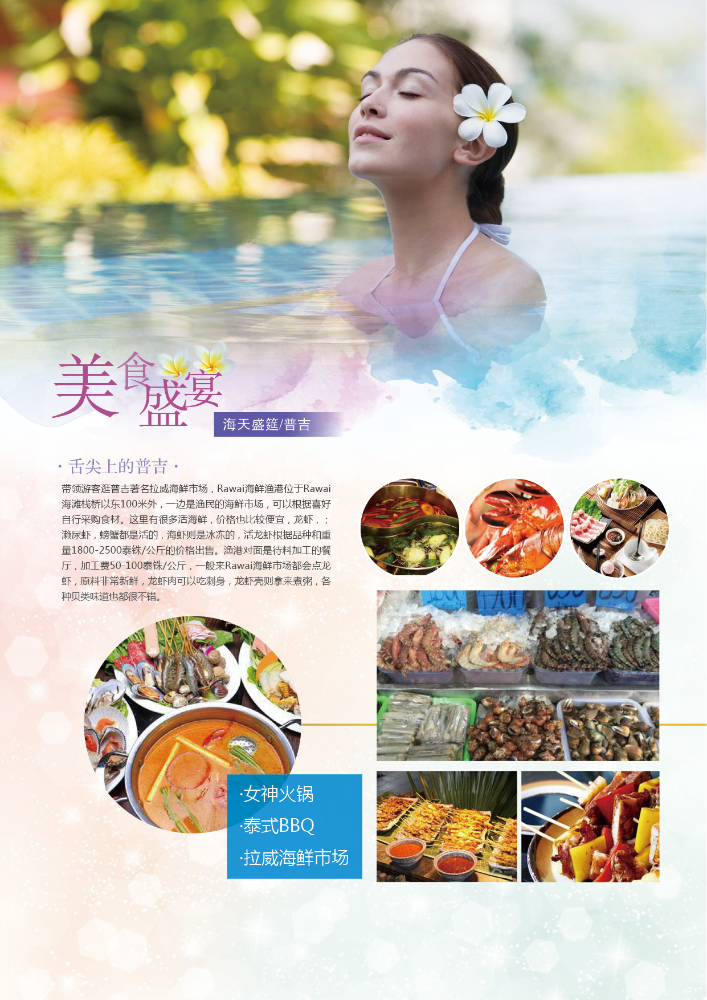 美食盛宴
海天盛筵/普吉
·舌尖上的普吉·
带领游客逛普吉著名拉威海鲜市场，Rawai海鲜渔港位于Rawai
海滩栈桥以东100米外，一边是渔民的海鲜市场，可以根据喜好
自行采购食材。这里有很多活海鲜，价格也比较便宜，龙虾，；
濑尿虾，螃蟹都是活的，海虾则是冰冻的，活龙虾根据品种和重
量1800-2500泰铢/公斤的价格出售。渔港对面是待料加工的餐
厅，加工费50-100泰铢/公斤，一般来Rawai海鲜市场都会点龙
虾，原料非常新鲜，龙虾肉可以吃刺身，龙虾壳则拿来煮粥，各
种贝类味道也都很不错。
·女神火锅
·泰式BBQ
·拉威海鲜市场